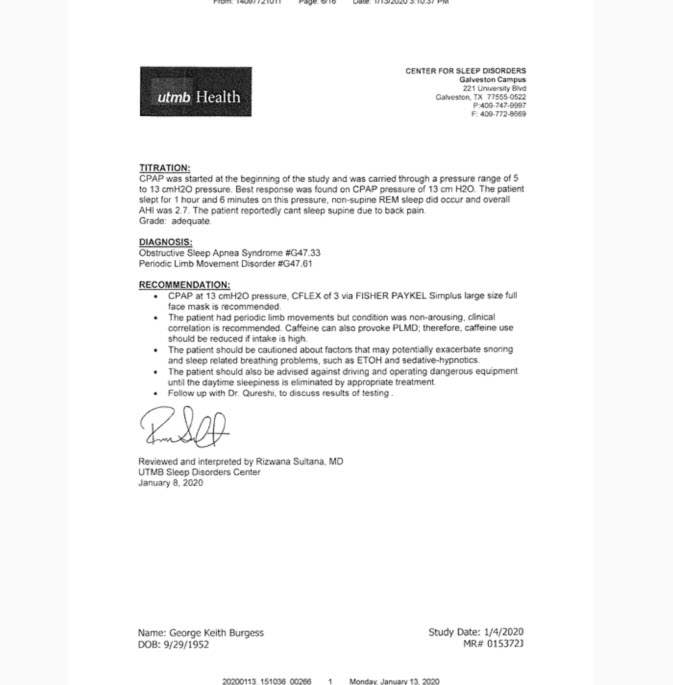 From: 14097721011 Page: 6/16 Date: 1/13/2020 3:10:37 PM
utmb Health
CENTER FOR SLEEP DISORDERS
Galveston Campus
221 University Blvd
Galveston, TX 77555-0522
P:409-747-9997
F: 409-772-8669
TITRATION:
CPAP was started at the beginning of the study and was carried through a pressure range of 5
to 13 cmH2O pressure. Best response was found on CPAP pressure of 13 cm H2O. The patient
slept for 1 hour and 6 minutes on this pressure, non-supine REM sleep did occur and overall
AHI was 2.7. The patient reportedly cant sleep supine due to back pain.
Grade: adequate.
DIAGNOSIS:
Obstructive Sleep Apnea Syndrome #G47.33
Periodic Limb Movement Disorder #G47.61
RECOMMENDATION:
• CPAP at 13 cmH2O pressure, CFLEX of 3 via FISHER PAYKEL Simplus large size full
face mask is recommended.
• The patient had periodic limb movements but condition was non-arousing, clinical
correlation is recommended. Caffeine can also provoke PLMD; therefore, caffeine use
should be reduced if intake is high.
• The patient should be cautioned about factors that may potentially exacerbate snoring
and sleep related breathing problems, such as ETOH and sedative-hypnotics.
• The patient should also be advised against driving and operating dangerous equipment
until the daytime sleepiness is eliminated by appropriate treatment.
• Follow up with Dr. Qureshi, to discuss results of testing .
Reviewed and interpreted by Rizwana Sultana, MD
UTMB Sleep Disorders Center
January 8, 2020
Name: George Keith Burgess
DOB: 9/29/1952
Study Date: 1/4/2020
MR# 015372J
20200113_151036_00266 1 Monday, January 13, 2020